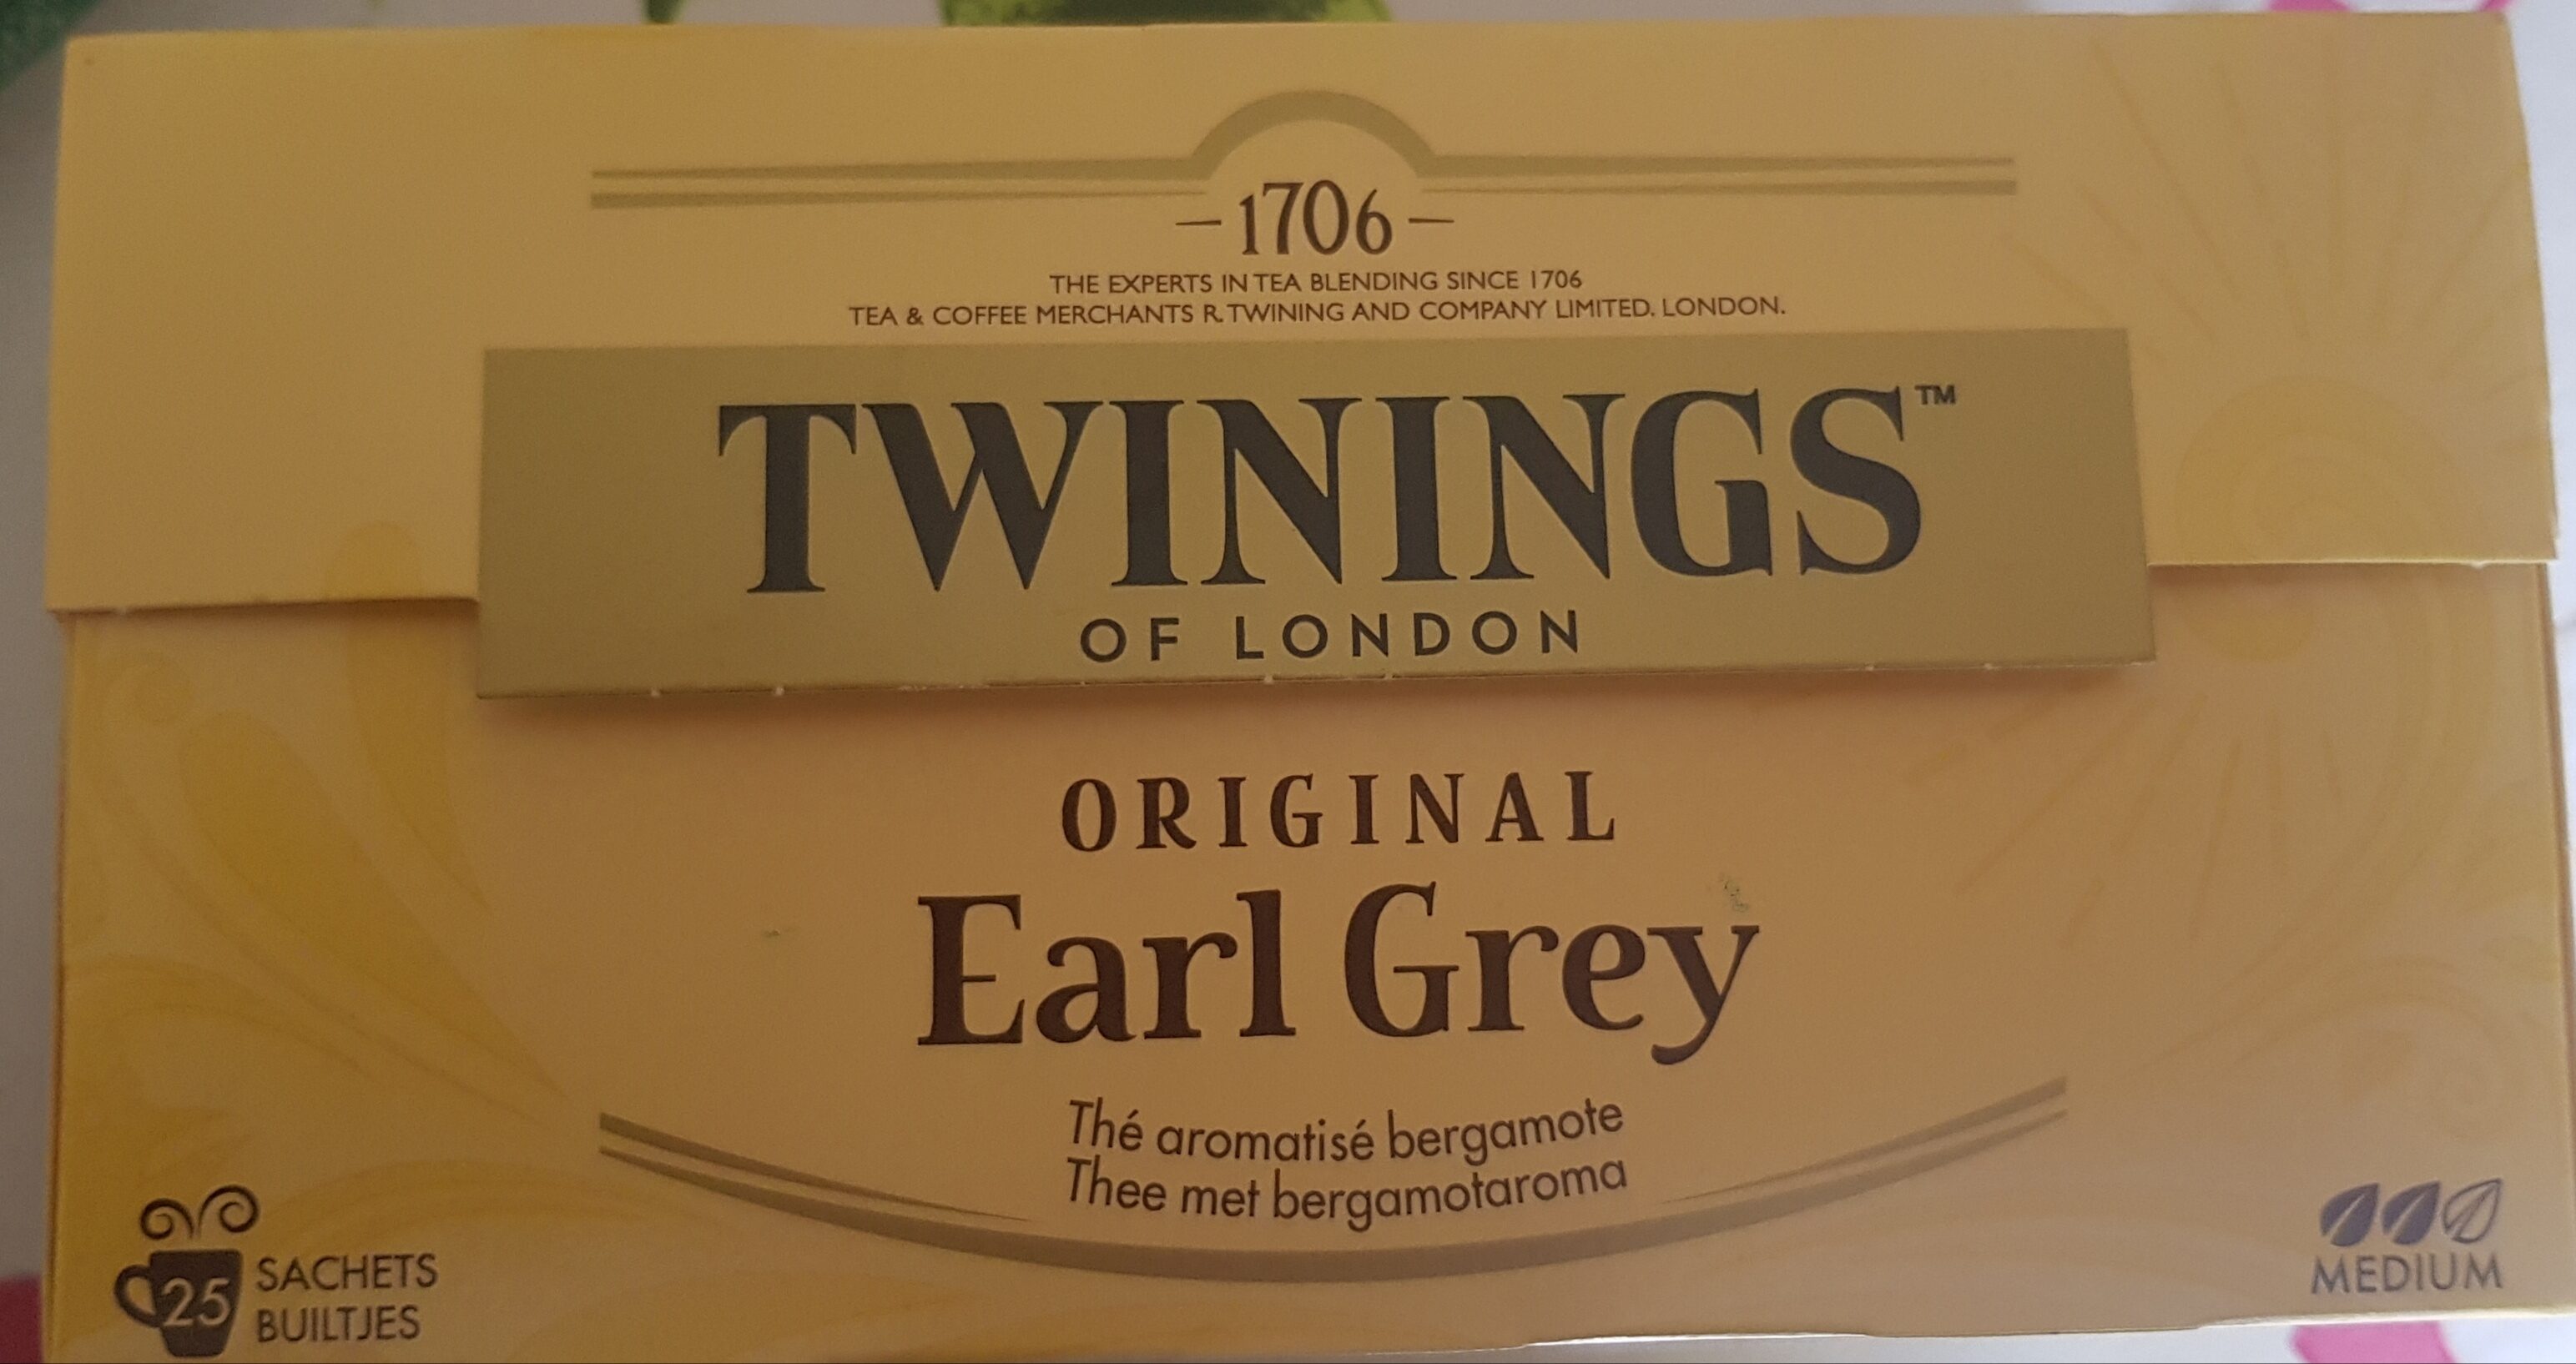 –1706–
THE EXPERTS IN TEA BLENDING SINCE 1706
TEA & COFFEE MERCHANTS R. TWINING AND COMPANY LIMITED. LONDON.
TWININGS™
OF LONDON
ORIGINAL
Earl Grey
Thé aromatisé bergamote
Thee met bergamotaroma
25
SACHETS
BUILTJES
MEDIUM